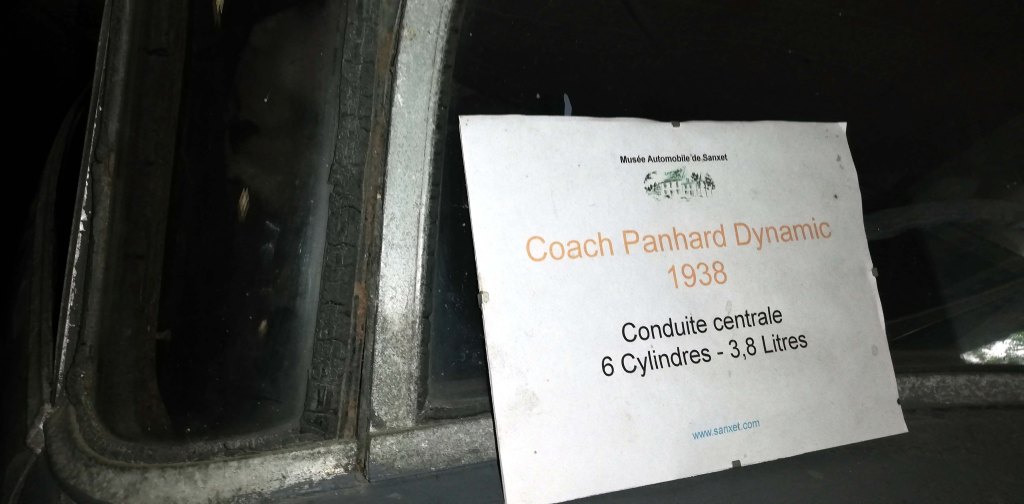 Musée Automobile de Sanxet
Coach Panhard Dynamic
1938
Conduite centrale
6 Cylindres - 3,8 Litres
www.sanxet.com